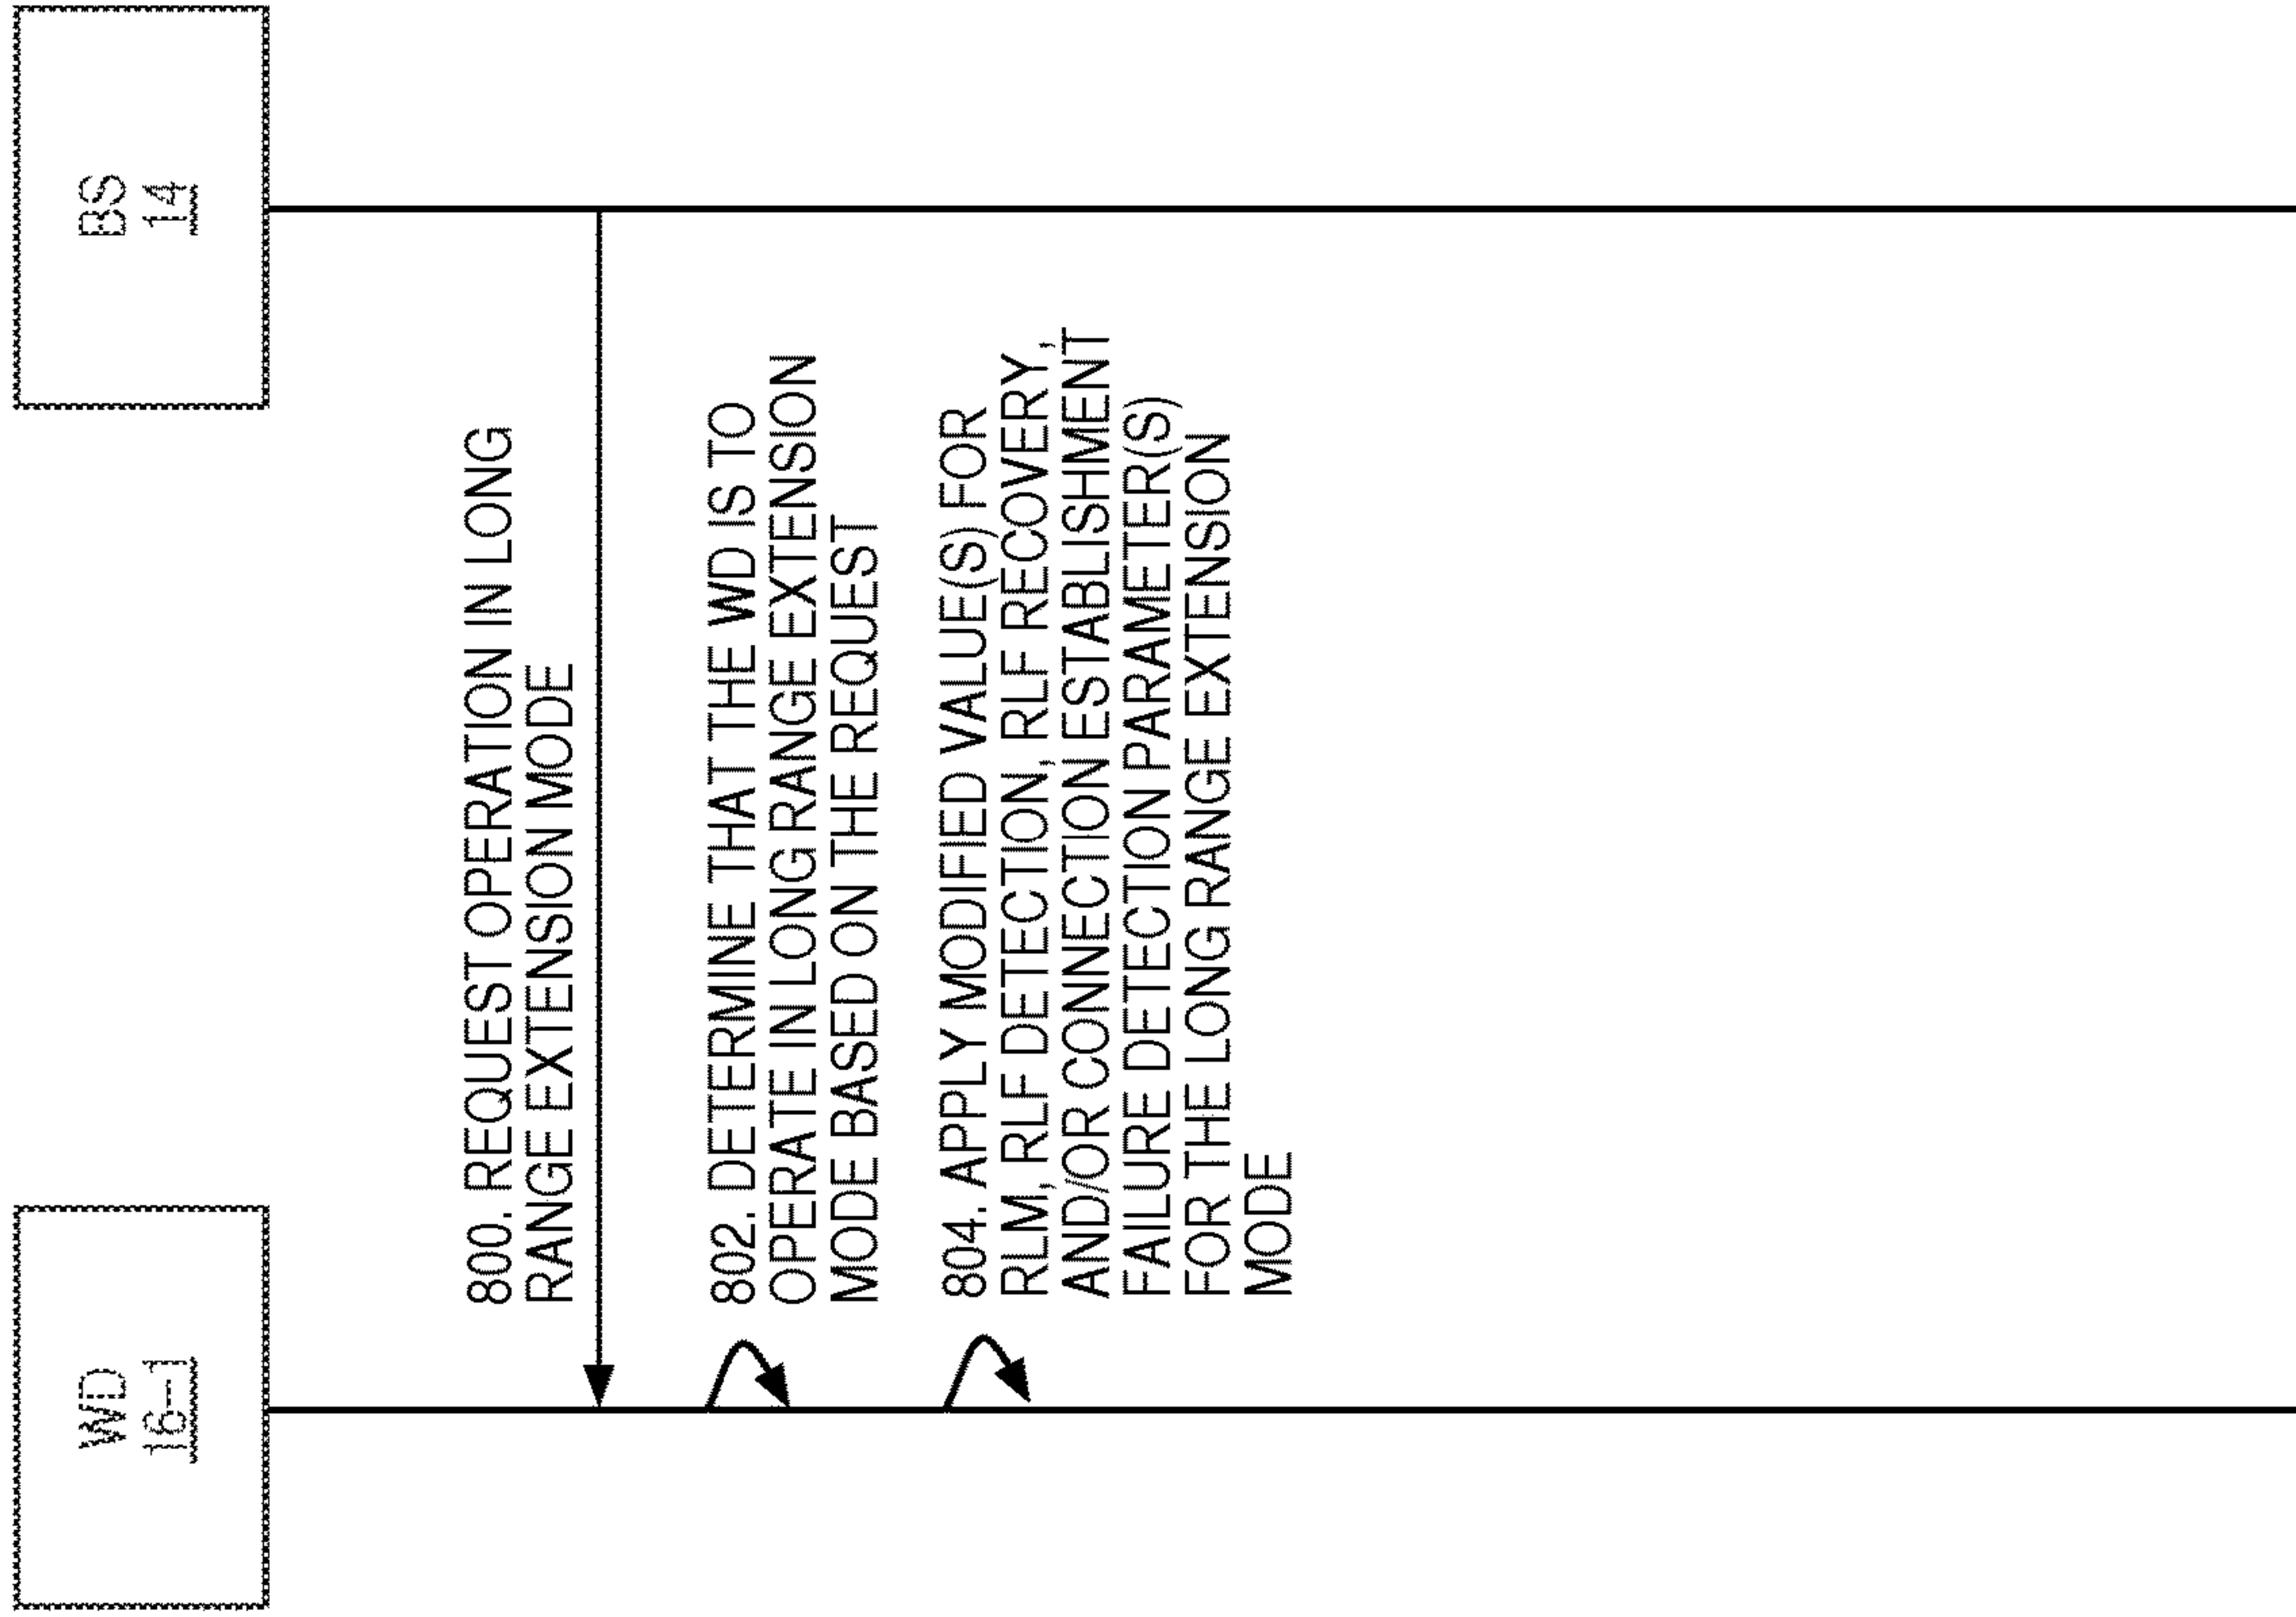 WD
16-1
BS
14
800. REQUEST OPERATION IN LONG
RANGE EXTENSION MODE
802. DETERMINE THAT THE WD IS TO
OPERATE IN LONG RANGE EXTENSION
MODE BASED ON THE REQUEST
804. APPLY MODIFIED VALUE(S) FOR
RLM, RLF DETECTION, RLF RECOVERY,
AND/OR CONNECTION ESTABLISHMENT
FAILURE DETECTION PARAMETER(S)
FOR THE LONG RANGE EXTENSION
MODE